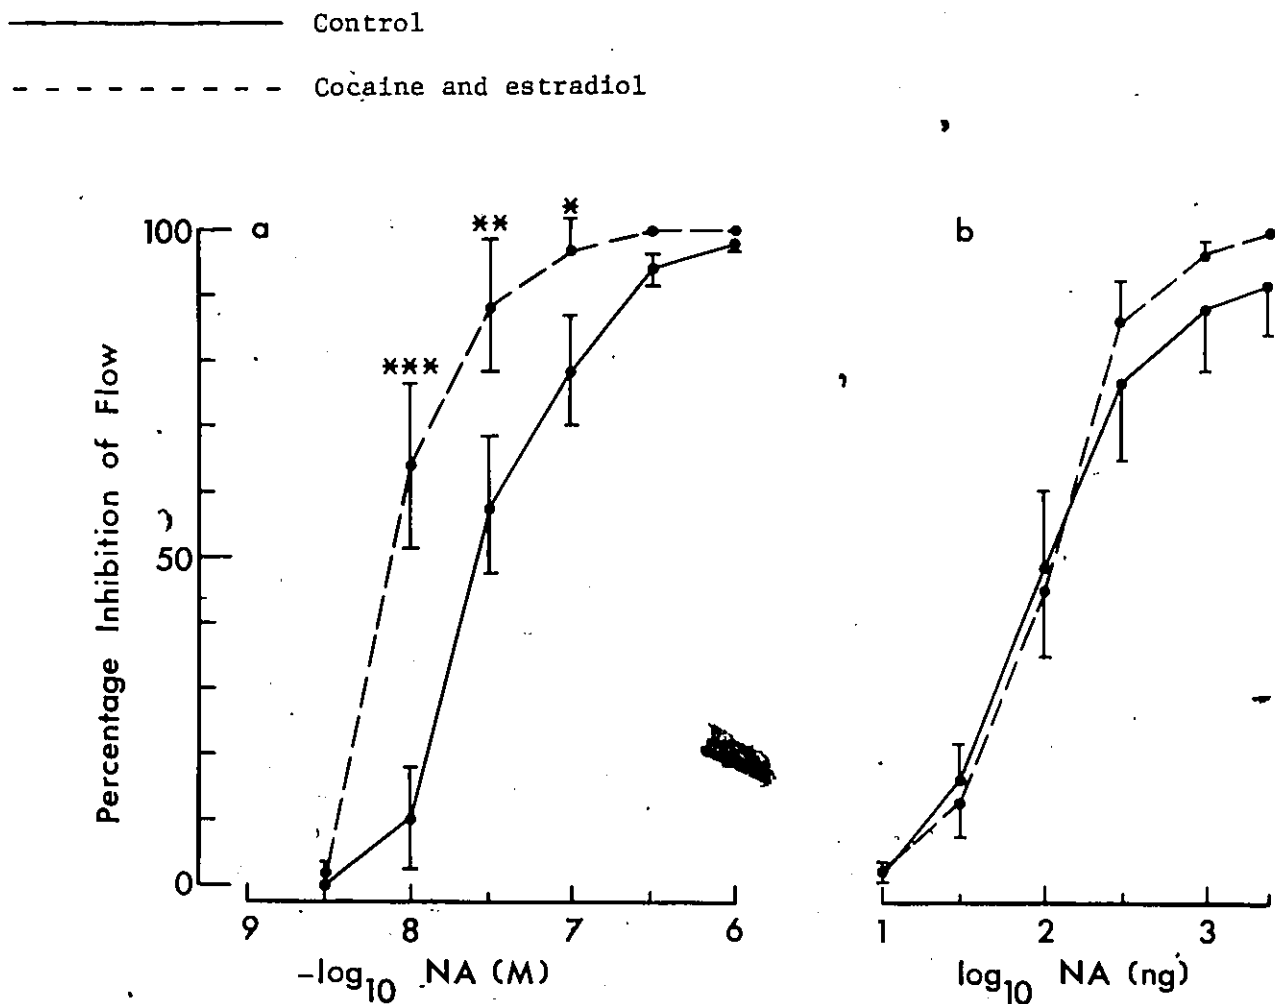 Control
Cocaine and estradiol
Percentage Inhibition of Flow
100
50
0
a
***
**
*
9 8 7 6
-log10 NA (M)
b
1 2 3
log10 NA (ng)